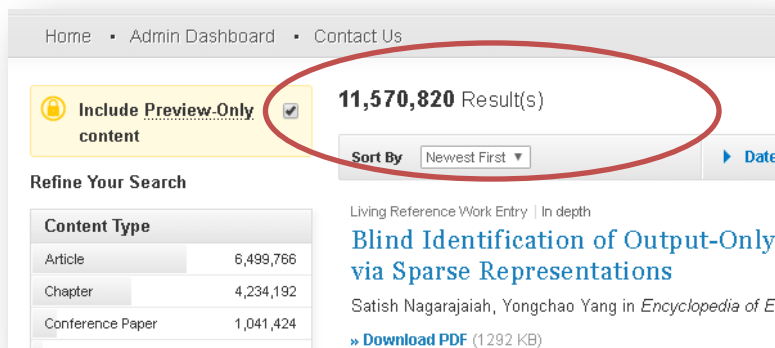 Home ▪ Admin Dashboard ▪ Contact Us
Include Preview-Only
content
11,570,820 Result(s)
Sort By Newest First ▼
Date
Refine Your Search
Content Type
Article 6,499,766
Chapter 4,234,192
Conference Paper 1,041,424
Living Reference Work Entry | In depth
Blind Identification of Output-Only
via Sparse Representations
Satish Nagarajaiah, Yongchao Yang in Encyclopedia of E
» Download PDF (1292 KB)